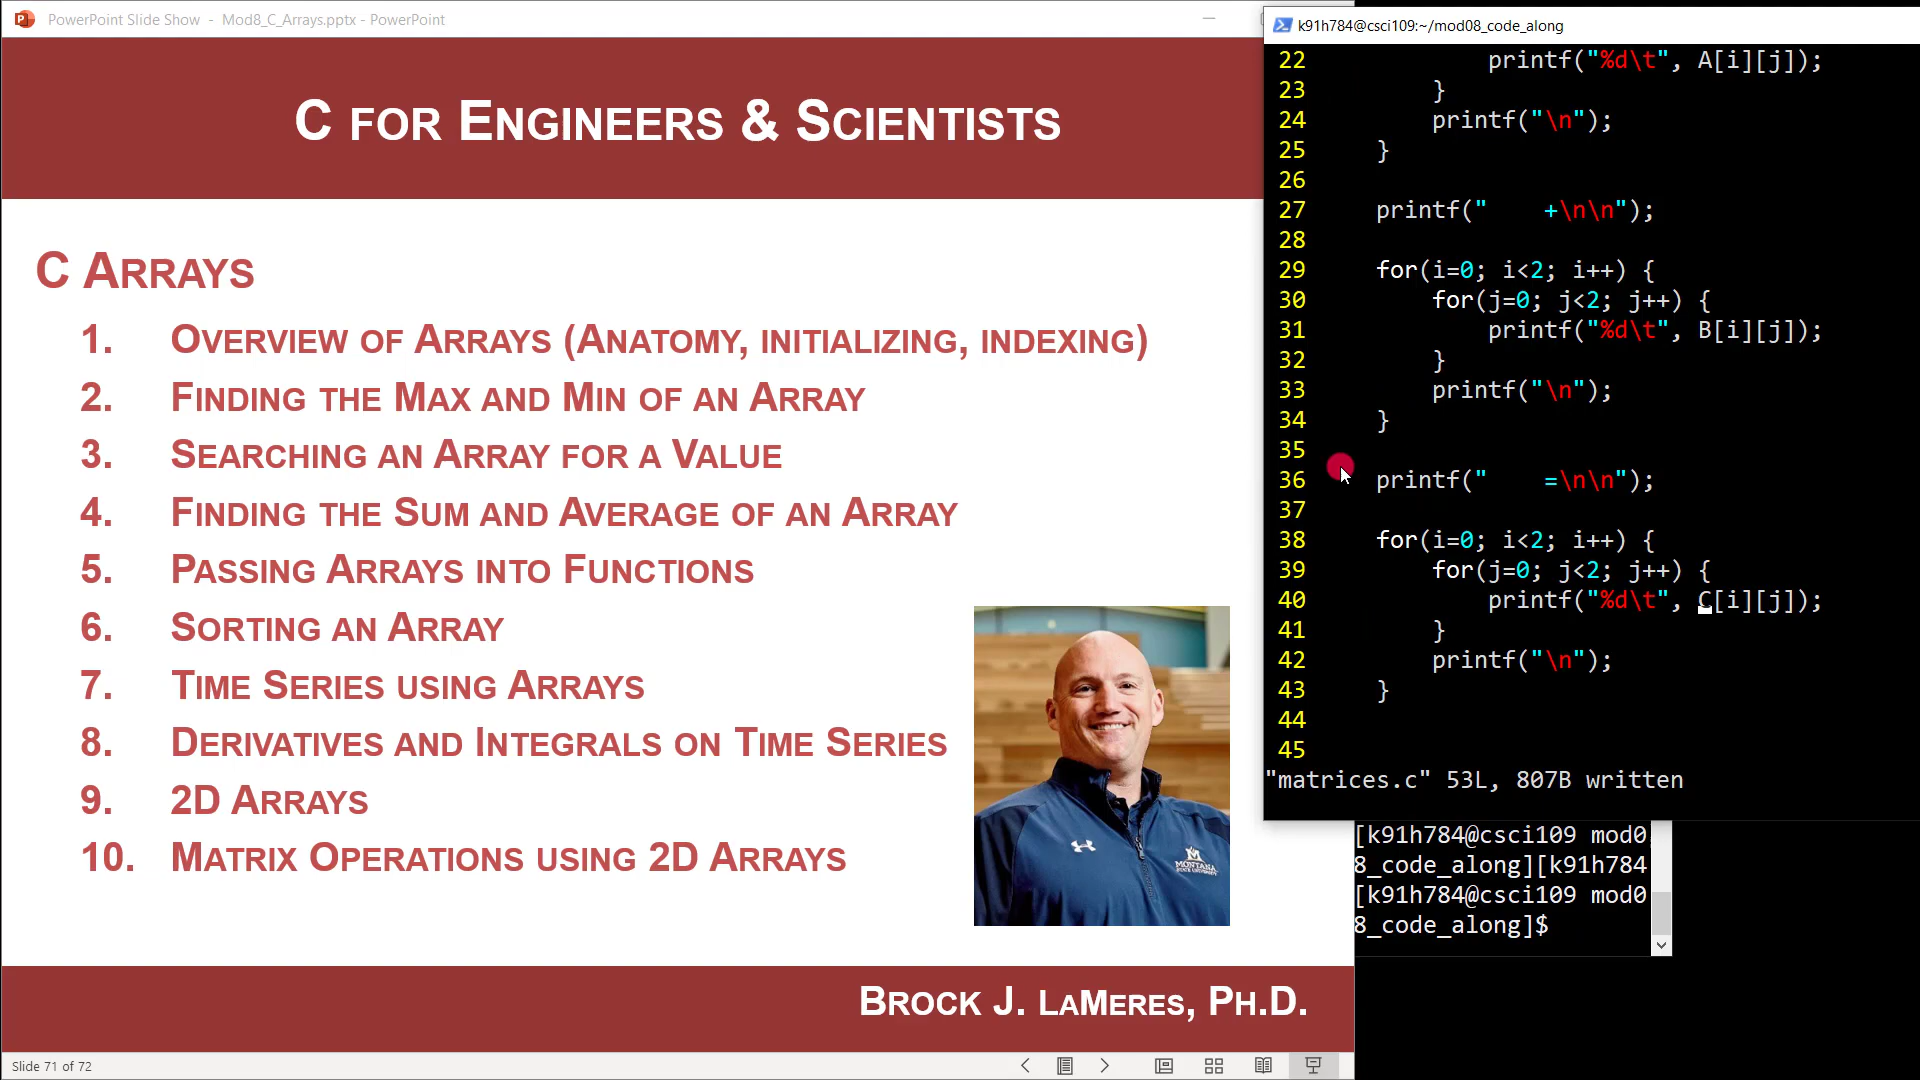 PowerPoint Slide Show - Mod8_C_Arrays.pptx - PowerPoint
C for Engineers & Scientists
C Arrays
1. Overview of Arrays (Anatomy, initializing, indexing)
2. Finding the Max and Min of an Array
3. Searching an Array for a Value
4. Finding the Sum and Average of an Array
5. Passing Arrays into Functions
6. Sorting an Array
7. Time Series using Arrays
8. Derivatives and Integrals on Time Series
9. 2D Arrays
10. Matrix Operations using 2D Arrays
MONTANA
STATE UNIVERSITY
Brock J. LaMeres, Ph.D.
Slide 71 of 72
k91h784@csci109:~/mod08_code_along
22 printf("%d\t", A[i][j]);
23 }
24 printf("\n");
25 }
26
27 printf("    +\n\n");
28
29 for(i=0; i<2; i++) {
30 for(j=0; j<2; j++) {
31 printf("%d\t", B[i][j]);
32 }
33 printf("\n");
34 }
35
36 printf("    =\n\n");
37
38 for(i=0; i<2; i++) {
39 for(j=0; j<2; j++) {
40 printf("%d\t", C[i][j]);
41 }
42 printf("\n");
43 }
44
45
"matrices.c" 53L, 807B written
[k91h784@csci109 mod0
8_code_along][k91h784
[k91h784@csci109 mod0
8_code_along]$